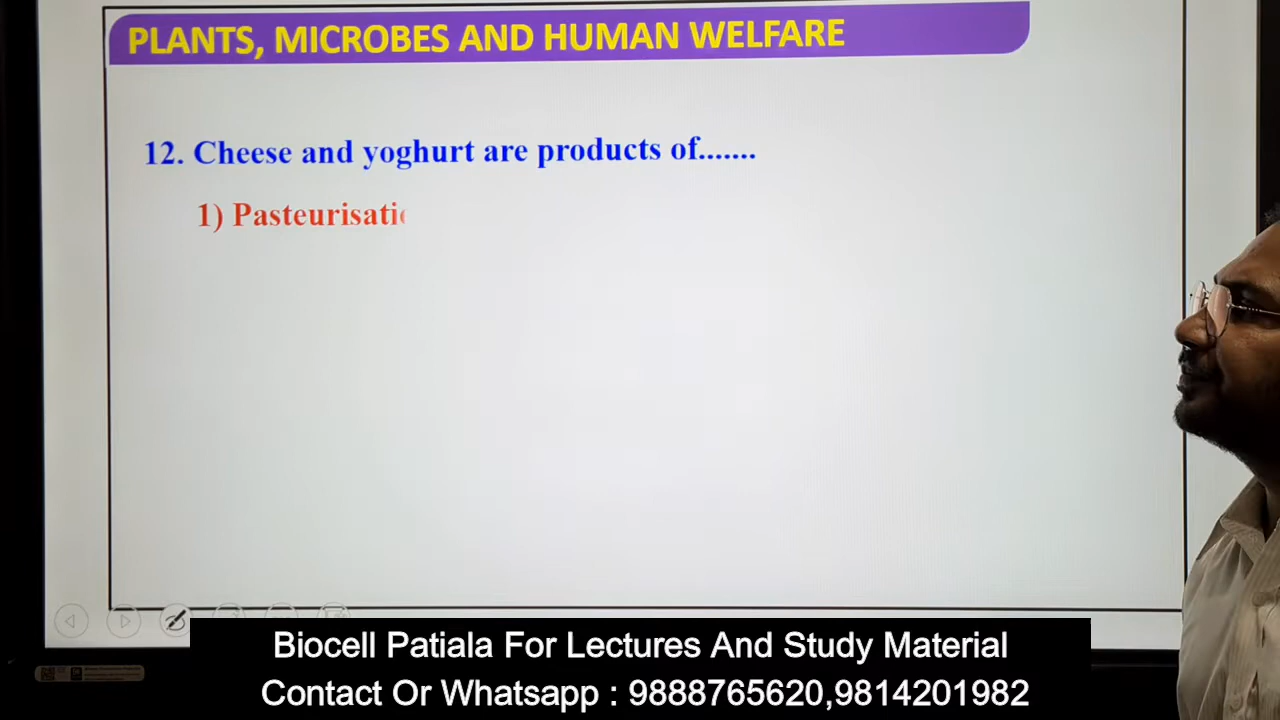 PLANTS, MICROBES AND HUMAN WELFARE
12. Cheese and yoghurt are products of.......
1) Pasteurisati
Biocell Patiala For Lectures And Study Material
Contact Or Whatsapp : 9888765620,9814201982